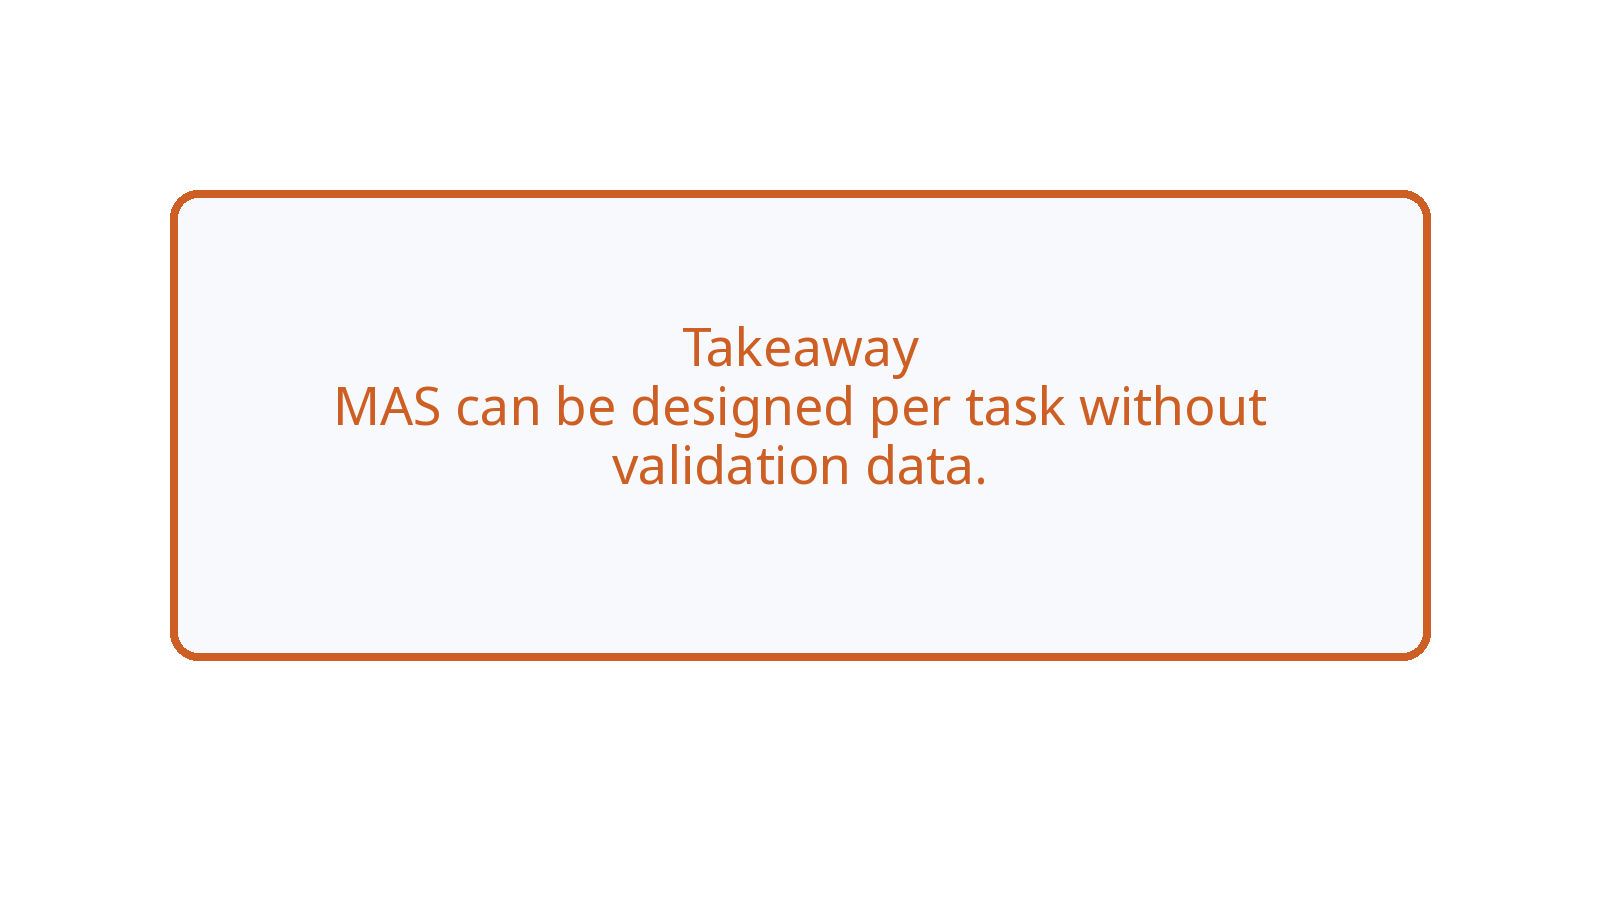 Takeaway
MAS can be designed per task without
validation data.